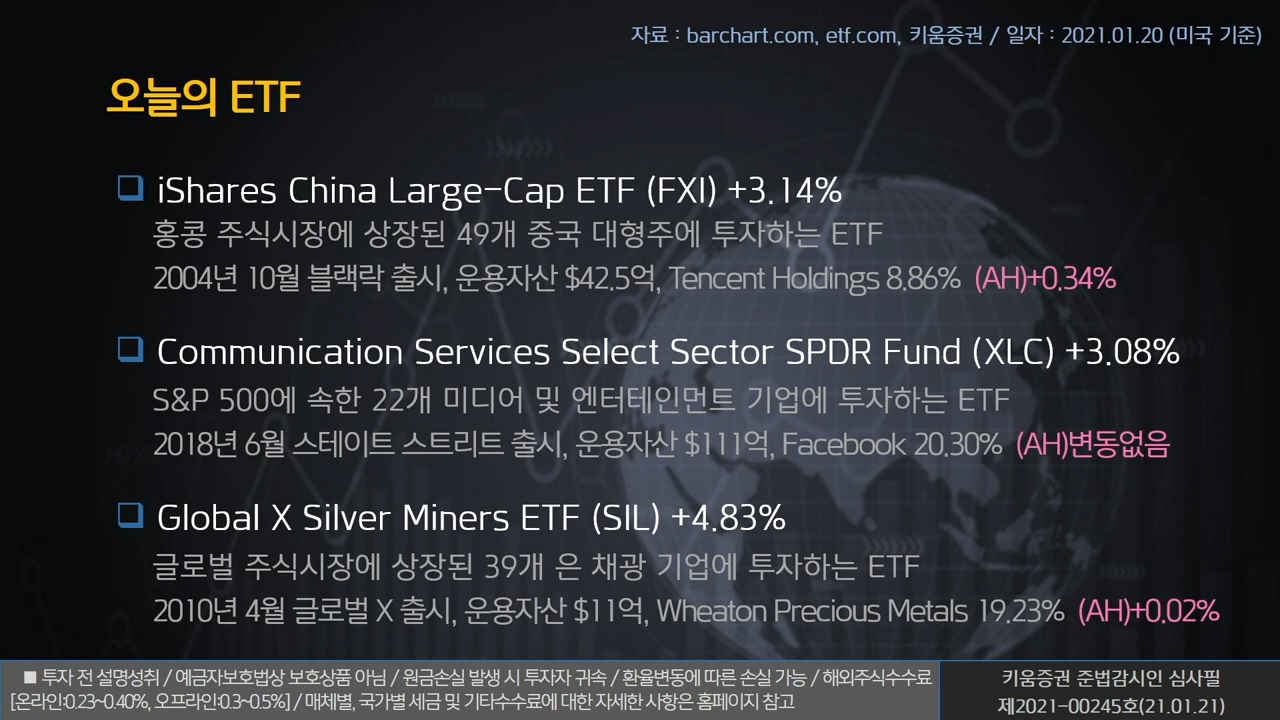 자료 : barchart.com, etf.com, 키움증권 / 일자 : 2021.01.20 (미국 기준)
오늘의 ETF
❑ iShares China Large-Cap ETF (FXI) +3.14%
홍콩 주식시장에 상장된 49개 중국 대형주에 투자하는 ETF
2004년 10월 블랙락 출시, 운용자산 $42.5억, Tencent Holdings 8.86% (AH)+0.34%
❑ Communication Services Select Sector SPDR Fund (XLC) +3.08%
S&P 500에 속한 22개 미디어 및 엔터테인먼트 기업에 투자하는 ETF
2018년 6월 스테이트 스트리트 출시, 운용자산 $111억, Facebook 20.30% (AH)변동없음
❑ Global X Silver Miners ETF (SIL) +4.83%
글로벌 주식시장에 상장된 39개 은 채광 기업에 투자하는 ETF
2010년 4월 글로벌 X 출시, 운용자산 $11억, Wheaton Precious Metals 19.23% (AH)+0.02%
■ 투자 전 설명성취 / 예금자보호법상 보호상품 아님 / 원금손실 발생 시 투자자 귀속 / 환율변동에 따른 손실 가능 / 해외주식수수료
[온라인:0.23~0.40%, 오프라인:0.3~0.5%] / 매체별, 국가별 세금 및 기타수수료에 대한 자세한 사항은 홈페이지 참고
키움증권 준법감시인 심사필
제2021-00245호(21.01.21)